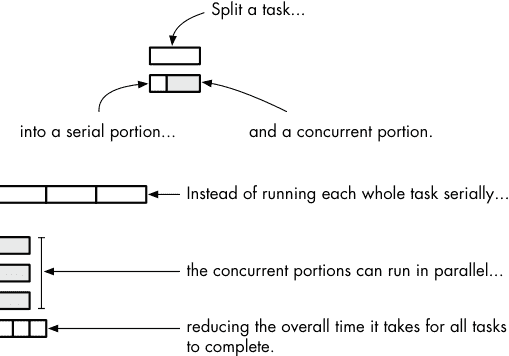 Split a task...
into a serial portion...
and a concurrent portion.
Instead of running each whole task serially...
the concurrent portions can run in parallel...
reducing the overall time it takes for all tasks
to complete.